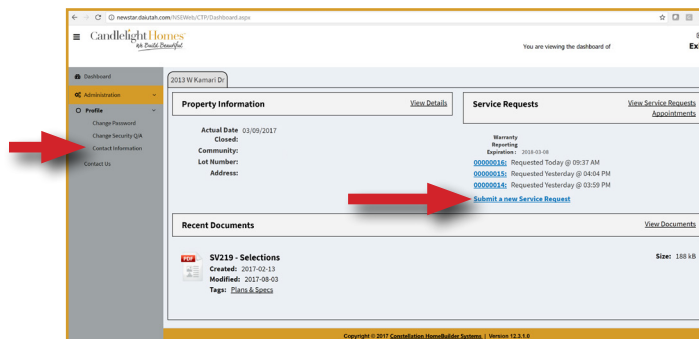 newstar.daiutah.com/NSEWeb/CTP/Dashboard.aspx
Candlelight Homes
We Build Beautiful
You are viewing the dashboard of
Ex
Dashboard
Administration
Profile
Change Password
Change Security Q/A
Contact Information
Contact Us
2013 W Kamari Dr
Property Information
View Details
Actual Date Closed: 03/09/2017
Community:
Lot Number:
Address:
Service Requests
View Service Requests
Appointments
Warranty
Reporting
Expiration: 2018-03-08
00000016: Requested Today @ 09:37 AM
00000015: Requested Yesterday @ 04:04 PM
00000014: Requested Yesterday @ 03:59 PM
Submit a new Service Request
Recent Documents
View Documents
PDF
SV219 - Selections
Size: 188 kB
Created: 2017-02-13
Modified: 2017-08-03
Tags: Plans & Specs
Copyright © 2017 Constellation HomeBuilder Systems | Version 12.3.1.0